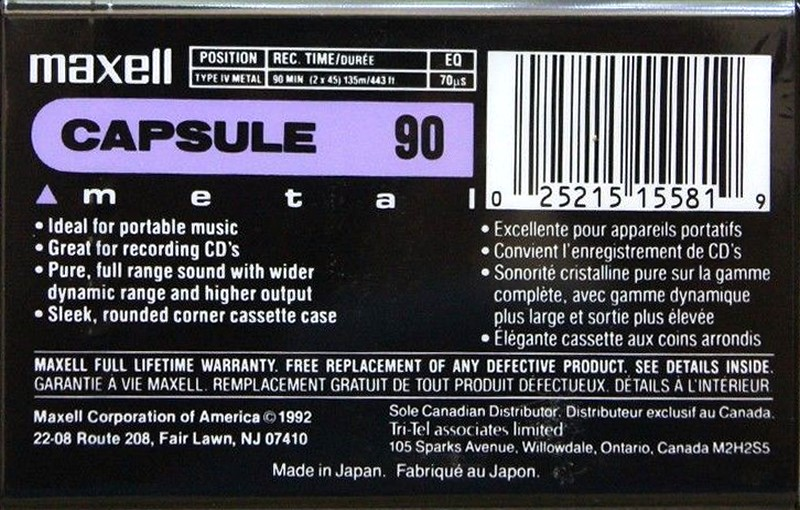 maxell
POSITION REC. TIME/DURÉE EQ
TYPE IV METAL 90 MIN (2 x 45) 135m/443 ft 70µs
CAPSULE 90
metal
0 25215 15581 9
• Ideal for portable music
• Great for recording CD's
• Pure, full range sound with wider
dynamic range and higher output
• Sleek, rounded corner cassette case
• Excellente pour appareils portatifs
• Convient l'enregistrement de CD's
• Sonorité cristalline pure sur la gamme
complète, avec gamme dynamique
plus large et sortie plus élevée
• Élégante cassette aux coins arrondis
MAXELL FULL LIFETIME WARRANTY. FREE REPLACEMENT OF ANY DEFECTIVE PRODUCT. SEE DETAILS INSIDE.
GARANTIE À VIE MAXELL. REMPLACEMENT GRATUIT DE TOUT PRODUIT DÉFECTUEUX. DÉTAILS À L'INTÉRIEUR.
Maxell Corporation of America © 1992
22-08 Route 208, Fair Lawn, NJ 07410
Sole Canadian Distributor. Distributeur exclusif au Canada.
Tri-Tel associates limited
105 Sparks Avenue, Willowdale, Ontario, Canada M2H2S5
Made in Japan. Fabriqué au Japon.